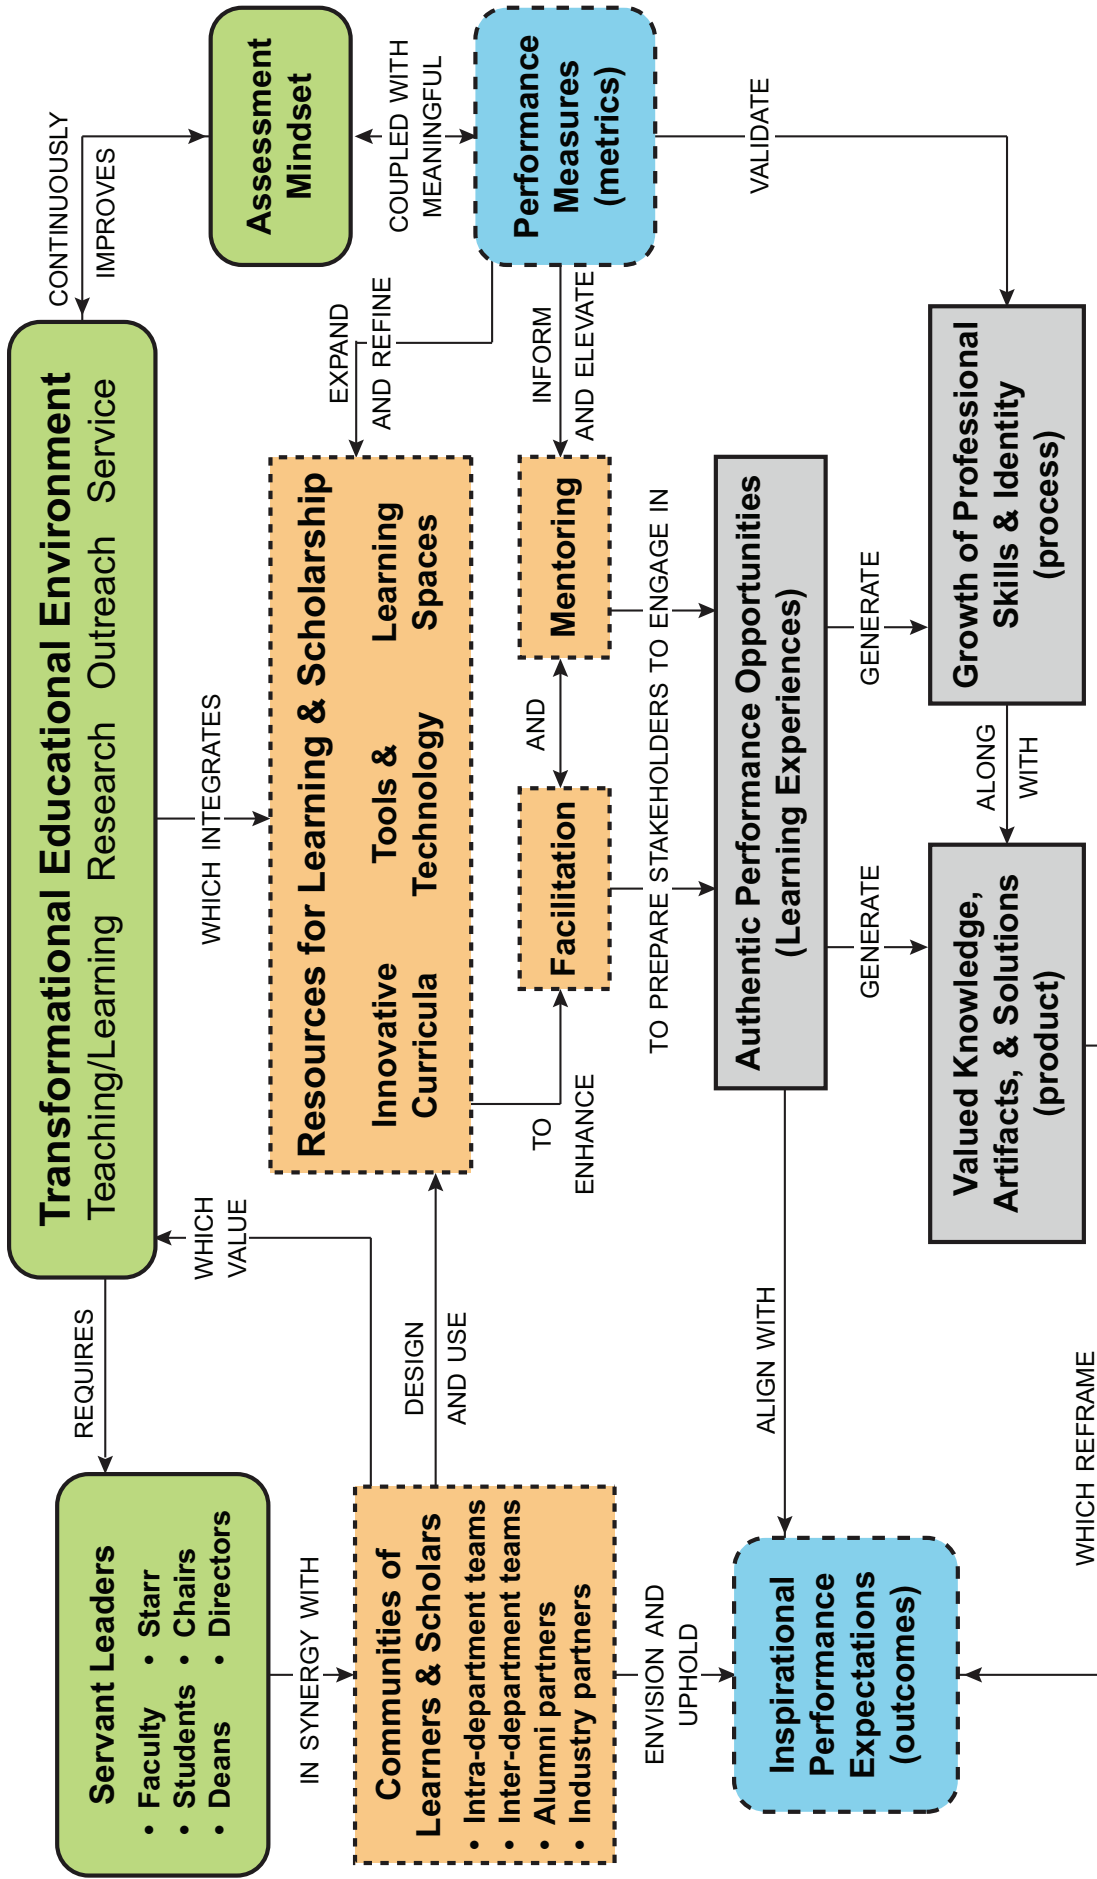 Transformational Educational Environment
Teaching/Learning Research Outreach Service
REQUIRES
CONTINUOUSLY
IMPROVES
Servant Leaders
• Faculty • Starr
• Students • Chairs
• Deans • Directors
WHICH
VALUE
WHICH INTEGRATES
Assessment
Mindset
IN SYNERGY WITH
Communities of
Learners & Scholars
• Intra-department teams
• Inter-department teams
• Alumni partners
• Industry partners
DESIGN
AND USE
Resources for Learning & Scholarship
Innovative
Curricula
Tools &
Technology
Learning
Spaces
EXPAND
AND REFINE
COUPLED WITH
MEANINGFUL
Performance
Measures
(metrics)
TO
ENHANCE
Facilitation
AND
Mentoring
INFORM
AND ELEVATE
ENVISION AND
UPHOLD
TO PREPARE STAKEHOLDERS TO ENGAGE IN
VALIDATE
Inspirational
Performance
Expectations
(outcomes)
ALIGN WITH
Authentic Performance Opportunities
(Learning Experiences)
GENERATE
GENERATE
Valued Knowledge,
Artifacts, & Solutions
(product)
ALONG
WITH
Growth of Professional
Skills & Identity
(process)
WHICH REFRAME